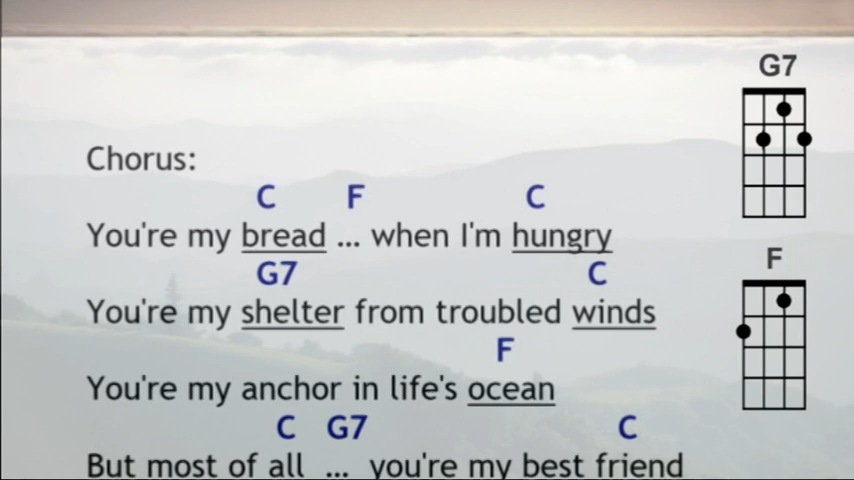 G7
Chorus:
C F C
You're my bread ... when I'm hungry
G7 C
You're my shelter from troubled winds
F
F
You're my anchor in life's ocean
C G7 C
But most of all ... you're my best friend